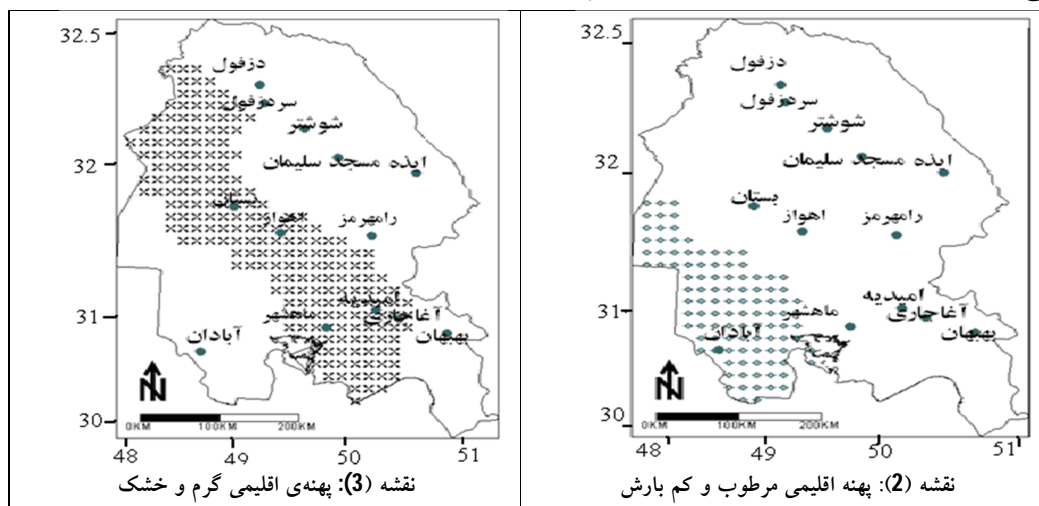 32.5
دزفول
سردزفول
شوشتر
32
ایذه مسجد سلیمان
بستان
اهواز
رامهرمز
31
امیدیه
ماهشهر
آغاجاری
بهبهان
آبادان
N
30
0KM 100KM 200KM
48 49 50 51
نقشه (2): پهنه اقلیمی مرطوب و کم بارش
32.5
دزفول
سردزفول
شوشتر
32
ایذه مسجد سلیمان
بستان
اهواز
رامهرمز
31
امیدیه
ماهشهر
آغاجاری
بهبهان
آبادان
N
30
0KM 100KM 200KM
48 49 50 51
نقشه (3): پهنه‌ی اقلیمی گرم و خشک